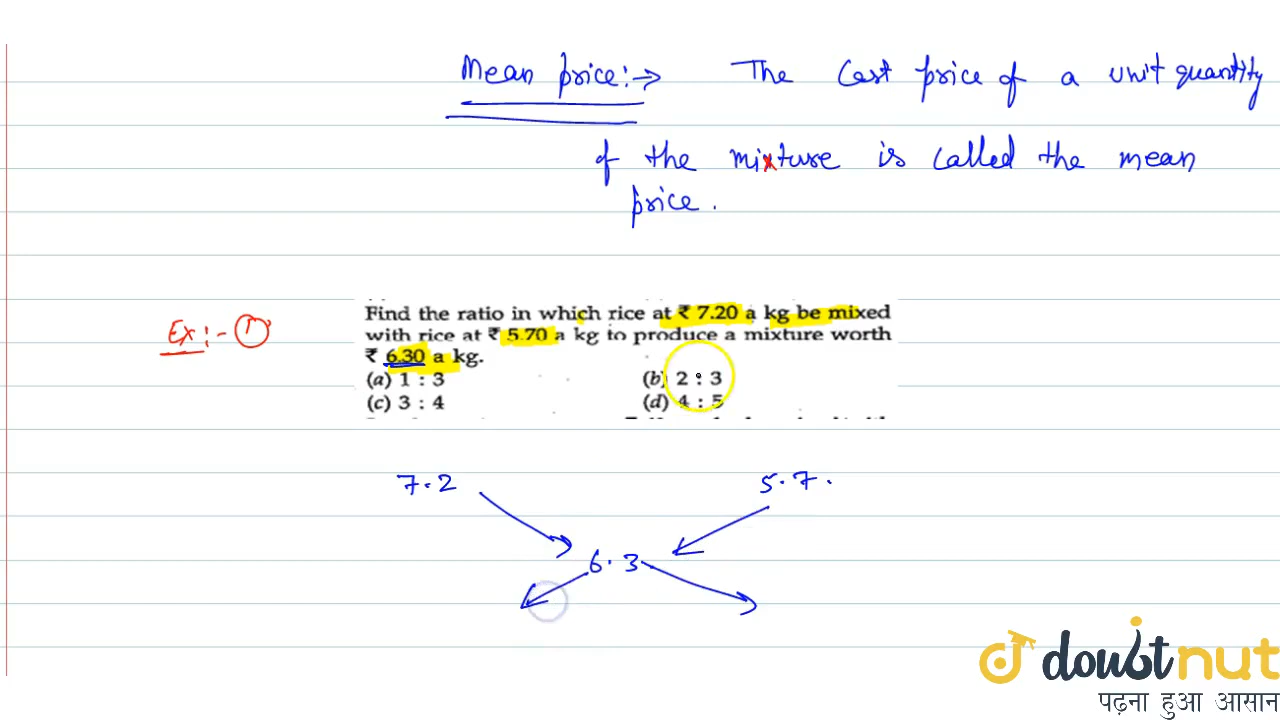 Mean price:→ The Cost price of a unit quantity
of the mixture is called the mean
price.
Ex:- ①
Find the ratio in which rice at ₹ 7.20 a kg be mixed
with rice at ₹ 5.70 a kg to produce a mixture worth
₹ 6.30 a kg.
(a) 1 : 3 (b) 2 : 3
(c) 3 : 4 (d) 4 : 5
7.2 5.7.
6.3
doubtnut
पढ़ना हुआ आसान